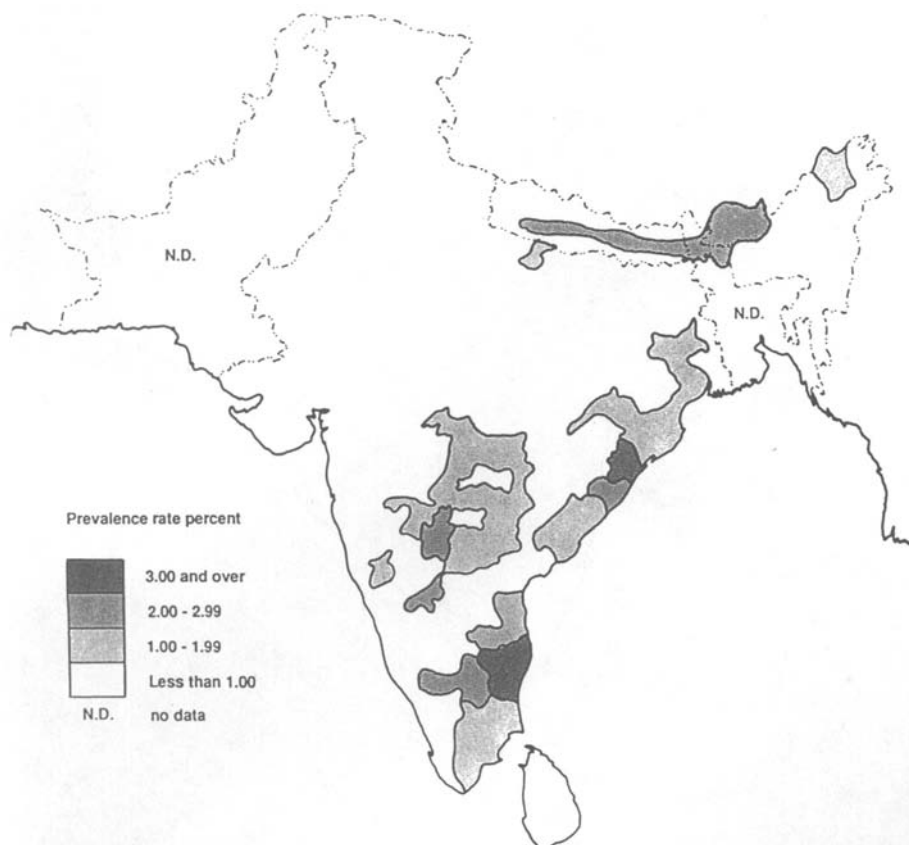 N.D.
N.D.
Prevalence rate percent
3.00 and over
2.00 - 2.99
1.00 - 1.99
Less than 1.00
N.D. no data